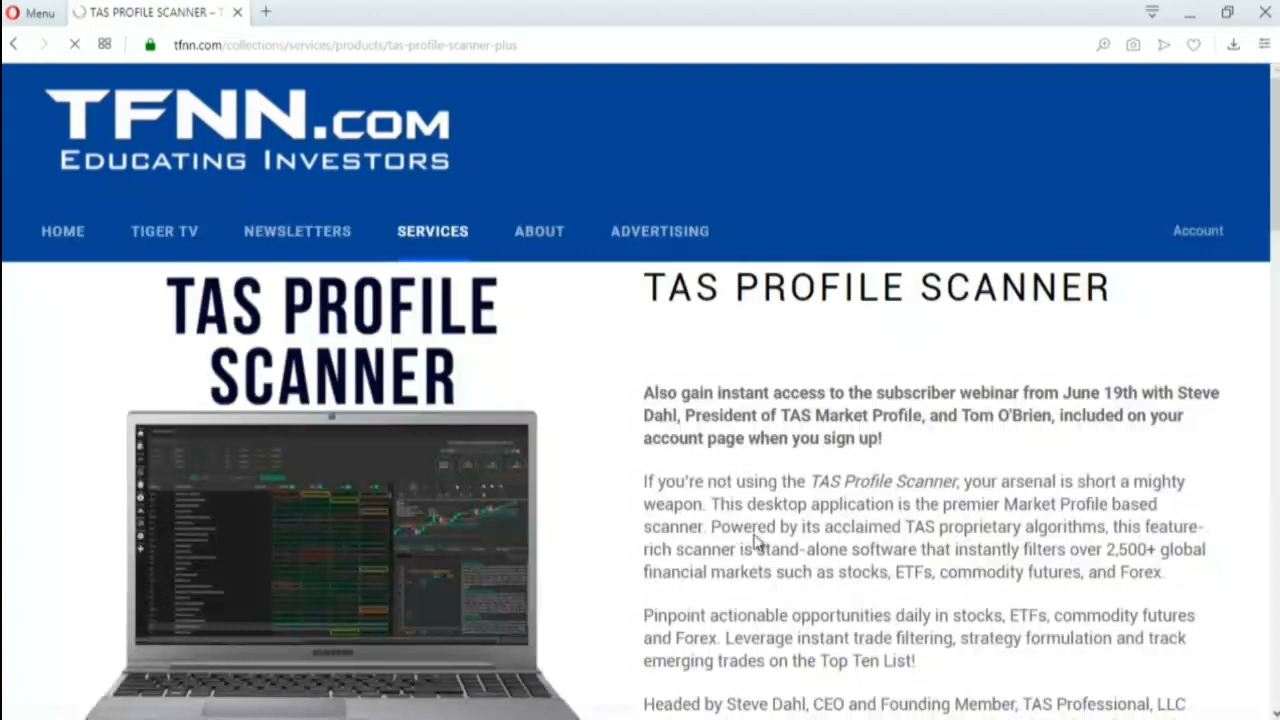 Menu
TAS PROFILE SCANNER – T
tfnn.com/collections/services/products/tas-profile-scanner-plus
TFNN.COM
EDUCATING INVESTORS
HOME
TIGER TV
NEWSLETTERS
SERVICES
ABOUT
ADVERTISING
Account
TAS PROFILE
SCANNER
TAS PROFILE SCANNER
Also gain instant access to the subscriber webinar from June 19th with Steve
Dahl, President of TAS Market Profile, and Tom O'Brien, included on your
account page when you sign up!
If you're not using the TAS Profile Scanner, your arsenal is short a mighty
weapon. This desktop application is the premier Market Profile based
scanner. Powered by its acclaimed TAS proprietary algorithms, this feature-
rich scanner is stand-alone software that instantly filters over 2,500+ global
financial markets such as stocks, ETFs, commodity futures, and Forex.
Pinpoint actionable opportunities daily in stocks, ETFs, commodity futures
and Forex. Leverage instant trade filtering, strategy formulation and track
emerging trades on the Top Ten List!
Headed by Steve Dahl, CEO and Founding Member, TAS Professional, LLC